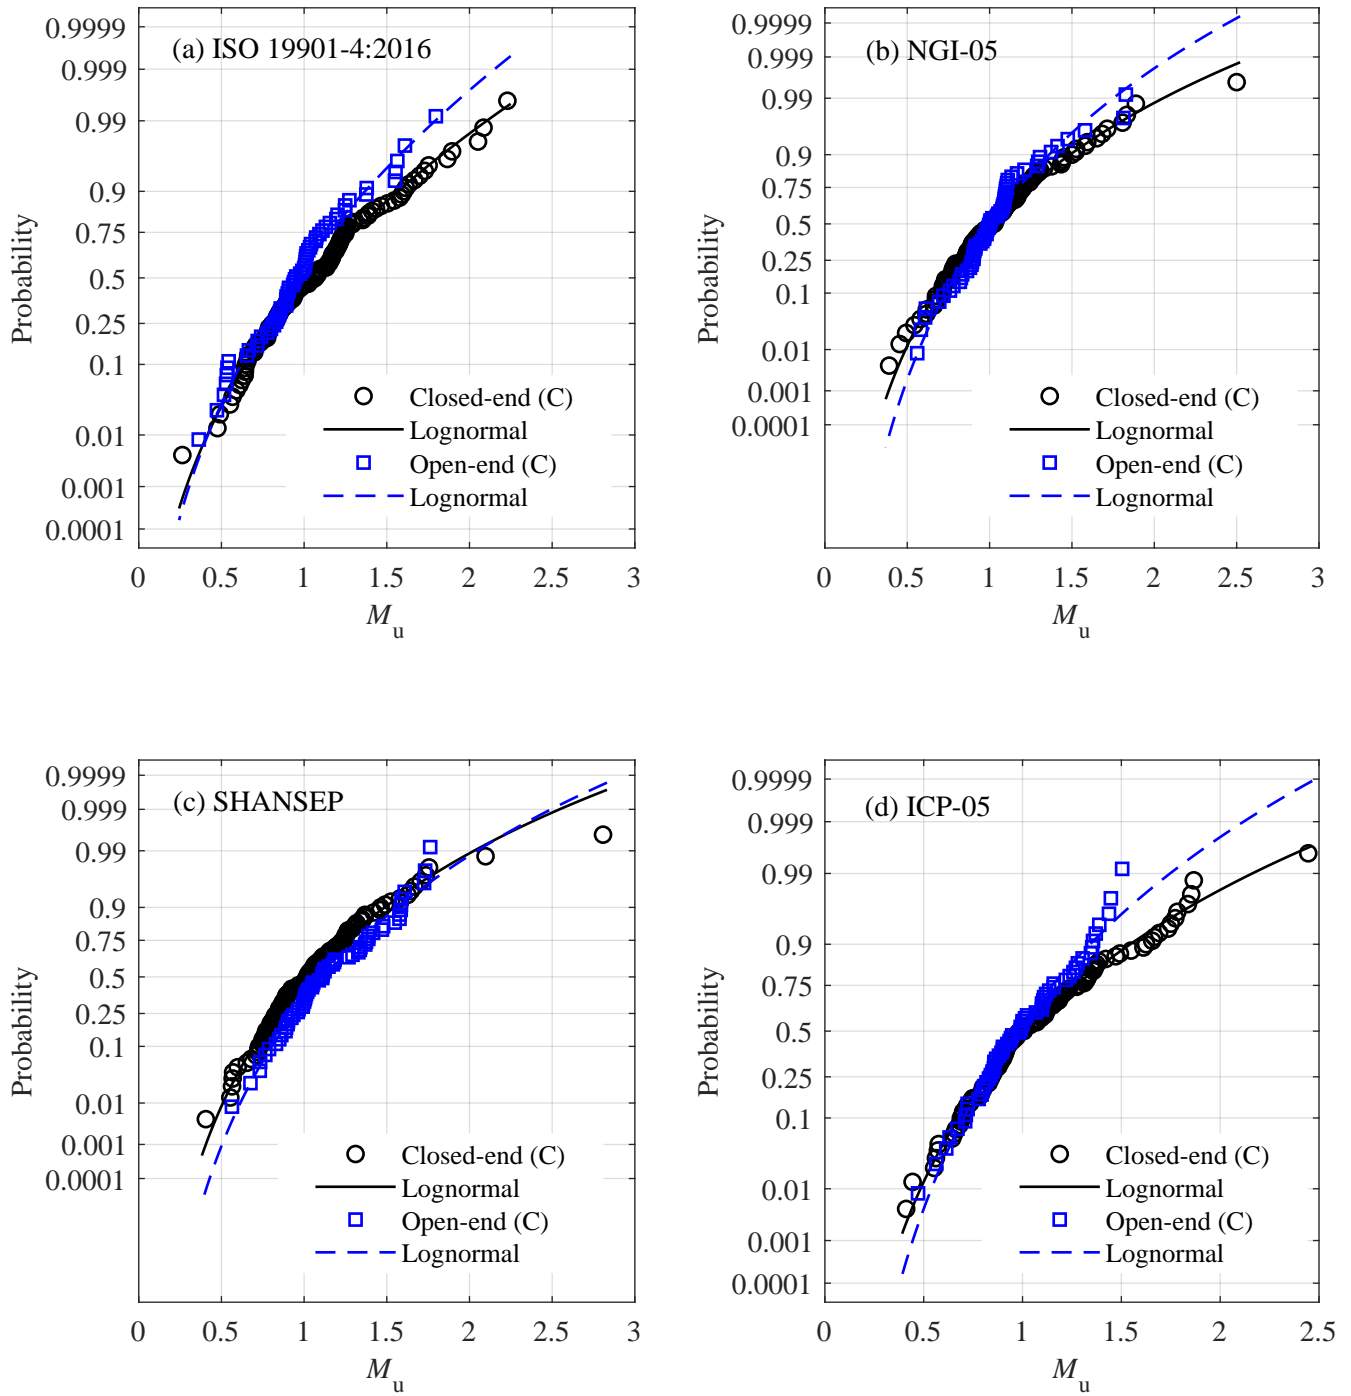 (a) ISO 19901-4:2016
0.9999
0.999
0.99
0.9
0.75
0.5
0.25
0.1
0.01
0.001
0.0001
Probability
Closed-end (C)
Lognormal
Open-end (C)
Lognormal
0 0.5 1 1.5 2 2.5 3
Mu
(b) NGI-05
0.9999
0.999
0.99
0.9
0.75
0.5
0.25
0.1
0.01
0.001
0.0001
Probability
Closed-end (C)
Lognormal
Open-end (C)
Lognormal
0 0.5 1 1.5 2 2.5 3
Mu
(c) SHANSEP
0.9999
0.999
0.99
0.9
0.75
0.5
0.25
0.1
0.01
0.001
0.0001
Probability
Closed-end (C)
Lognormal
Open-end (C)
Lognormal
0 0.5 1 1.5 2 2.5 3
Mu
(d) ICP-05
0.9999
0.999
0.99
0.9
0.75
0.5
0.25
0.1
0.01
0.001
0.0001
Probability
Closed-end (C)
Lognormal
Open-end (C)
Lognormal
0 0.5 1 1.5 2 2.5
Mu